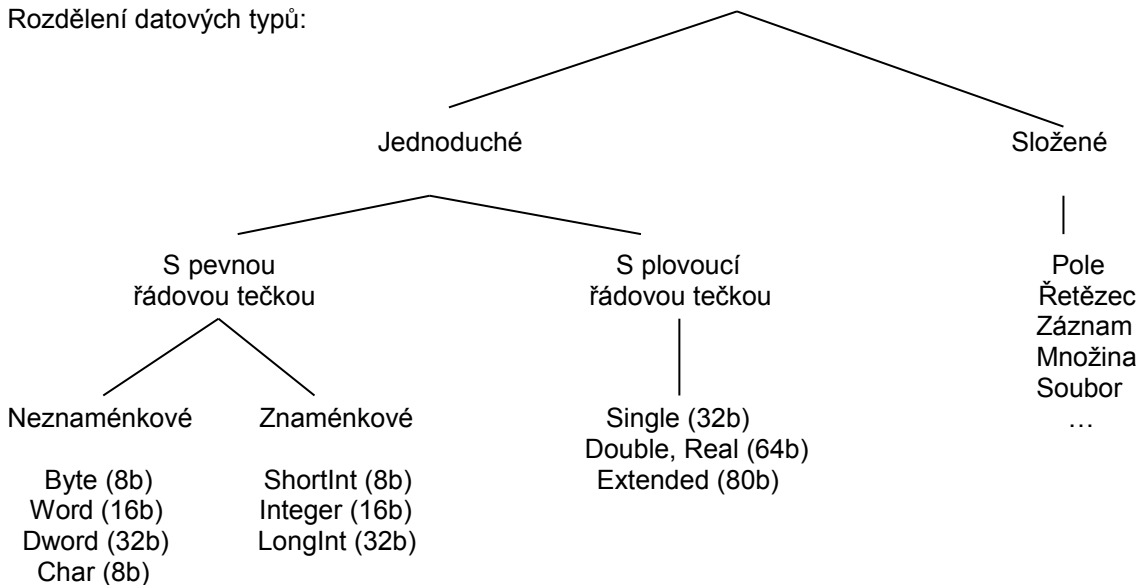 Rozdělení datových typů:
Jednoduché
Složené
S pevnou
řádovou tečkou
S plovoucí
řádovou tečkou
Pole
Řetězec
Záznam
Množina
Soubor
…
Neznaménkové
Byte (8b)
Word (16b)
Dword (32b)
Char (8b)
Znaménkové
ShortInt (8b)
Integer (16b)
LongInt (32b)
Single (32b)
Double, Real (64b)
Extended (80b)